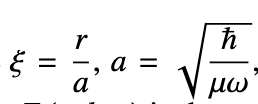 ξ = r/a, a = √(ħ/μω),